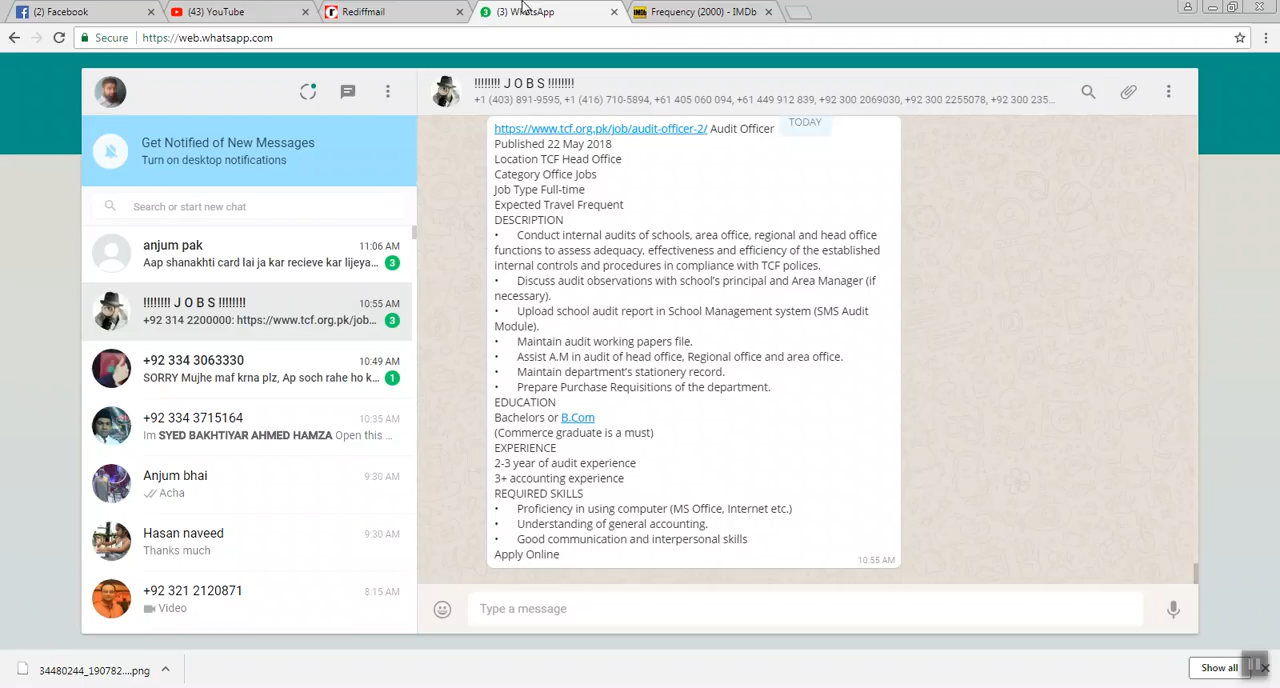 (2) Facebook
(43) YouTube
Rediffmail
(3) WhatsApp
IMDb Frequency (2000) - IMDb
Secure https://web.whatsapp.com
!!!!!!!! J O B S !!!!!!!!
+1 (403) 891-9595, +1 (416) 710-5894, +61 405 060 094, +61 449 912 839, +92 300 2069030, +92 300 2255078, +92 300 235...
Get Notified of New Messages
Turn on desktop notifications
Search or start new chat
anjum pak 11:06 AM
Aap shanakhti card lai ja kar recieve kar lijeya... 3
!!!!!!!! J O B S !!!!!!!! 10:55 AM
+92 314 2200000: https://www.tcf.org.pk/job... 3
+92 334 3063330 10:49 AM
SORRY Mujhe maf krna plz, Ap soch rahe ho k... 1
+92 334 3715164 10:35 AM
Im SYED BAKHTIYAR AHMED HAMZA Open this ...
Anjum bhai 9:30 AM
Acha
Hasan naveed 9:30 AM
Thanks much
+92 321 2120871 8:15 AM
Video
TODAY
https://www.tcf.org.pk/job/audit-officer-2/ Audit Officer
Published 22 May 2018
Location TCF Head Office
Category Office Jobs
Job Type Full-time
Expected Travel Frequent
DESCRIPTION
• Conduct internal audits of schools, area office, regional and head office
functions to assess adequacy, effectiveness and efficiency of the established
internal controls and procedures in compliance with TCF polices.
• Discuss audit observations with school's principal and Area Manager (if
necessary).
• Upload school audit report in School Management system (SMS Audit
Module).
• Maintain audit working papers file.
• Assist A.M in audit of head office, Regional office and area office.
• Maintain department's stationery record.
• Prepare Purchase Requisitions of the department.
EDUCATION
Bachelors or B.Com
(Commerce graduate is a must)
EXPERIENCE
2-3 year of audit experience
3+ accounting experience
REQUIRED SKILLS
• Proficiency in using computer (MS Office, Internet etc.)
• Understanding of general accounting.
• Good communication and interpersonal skills
Apply Online
10:55 AM
Type a message
34480244_190782....png
Show all